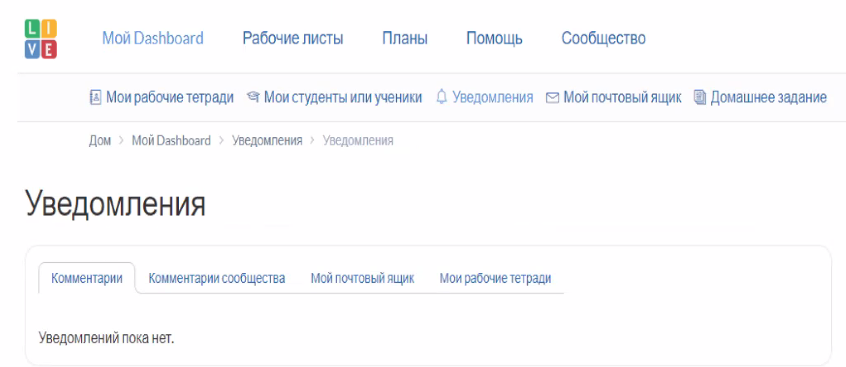 LIVE
Мой Dashboard Рабочие листы Планы Помощь Сообщество
Мои рабочие тетради Мои студенты или ученики Уведомления Мой почтовый ящик Домашнее задание
Дом > Мой Dashboard > Уведомления > Уведомления
Уведомления
Комментарии Комментарии сообщества Мой почтовый ящик Мои рабочие тетради
Уведомлений пока нет.